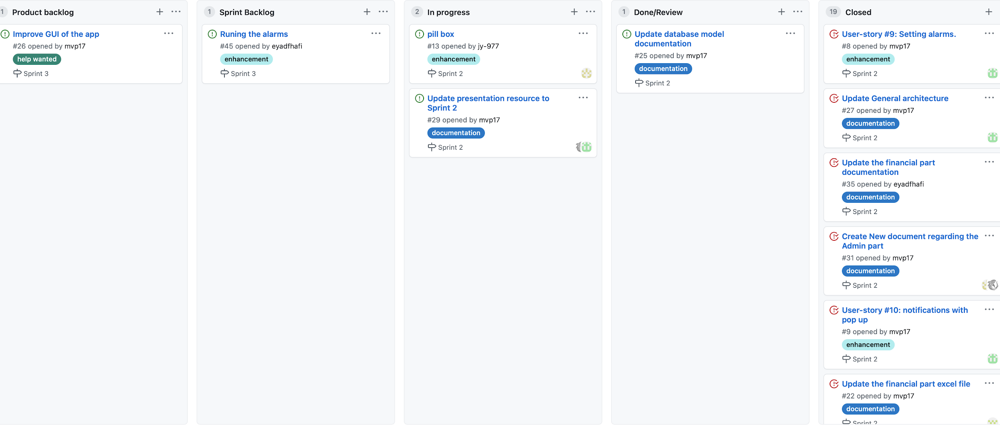 1 Product backlog
Improve GUI of the app
#26 opened by mvp17
help wanted
Sprint 3
1 Sprint Backlog
Runing the alarms
#45 opened by eyadfhafi
enhancement
Sprint 3
2 In progress
pill box
#13 opened by jy-977
enhancement
Sprint 2
Update presentation resource to
Sprint 2
#29 opened by mvp17
documentation
Sprint 2
1 Done/Review
Update database model
documentation
#25 opened by mvp17
documentation
Sprint 2
19 Closed
User-story #9: Setting alarms.
#8 opened by mvp17
enhancement
Sprint 2
Update General architecture
#27 opened by mvp17
documentation
Sprint 2
Update the financial part
documentation
#35 opened by eyadfhafi
documentation
Sprint 2
Create New document regarding the
Admin part
#31 opened by mvp17
documentation
Sprint 2
User-story #10: notifications with
pop up
#9 opened by mvp17
enhancement
Sprint 2
Update the financial part excel file
#22 opened by mvp17
documentation
Sprint 2